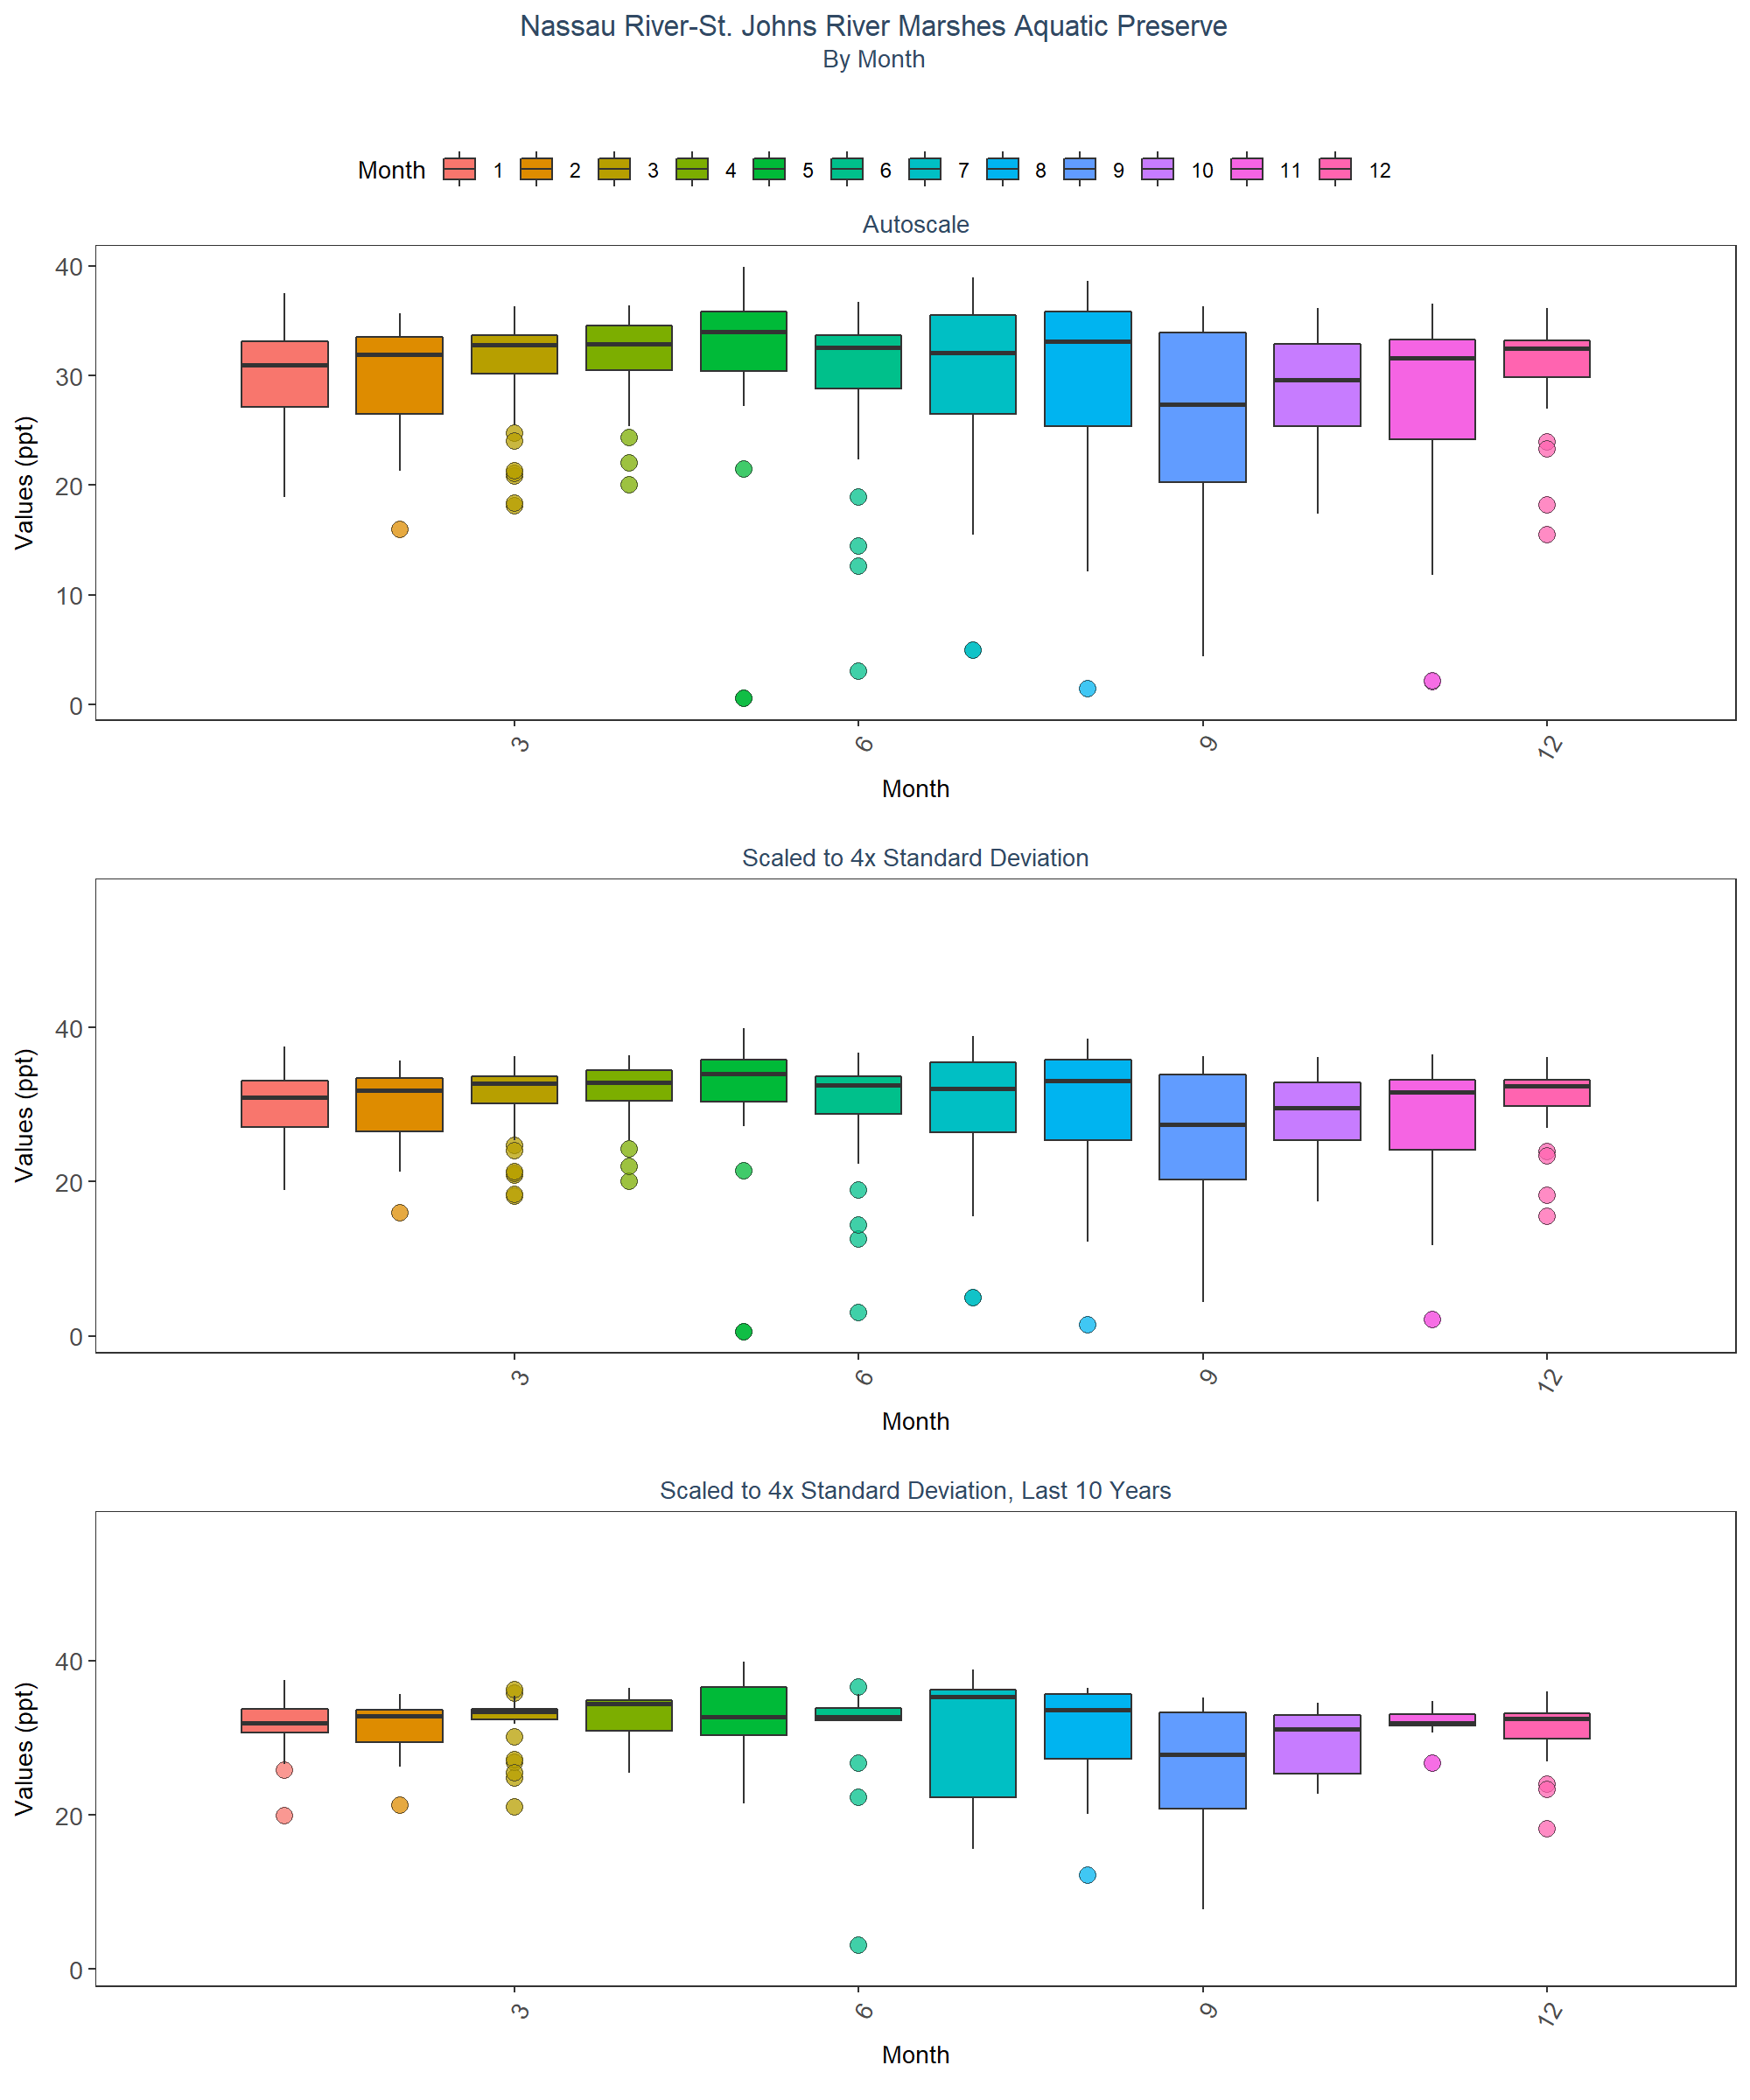 Nassau River-St. Johns River Marshes Aquatic Preserve
By Month
Month 1 2 3 4 5 6 7 8 9 10 11 12
Autoscale
Values (ppt)
40
30
20
10
0
3 6 9 12
Month
Scaled to 4x Standard Deviation
Values (ppt)
40
20
0
3 6 9 12
Month
Scaled to 4x Standard Deviation, Last 10 Years
Values (ppt)
40
20
0
3 6 9 12
Month